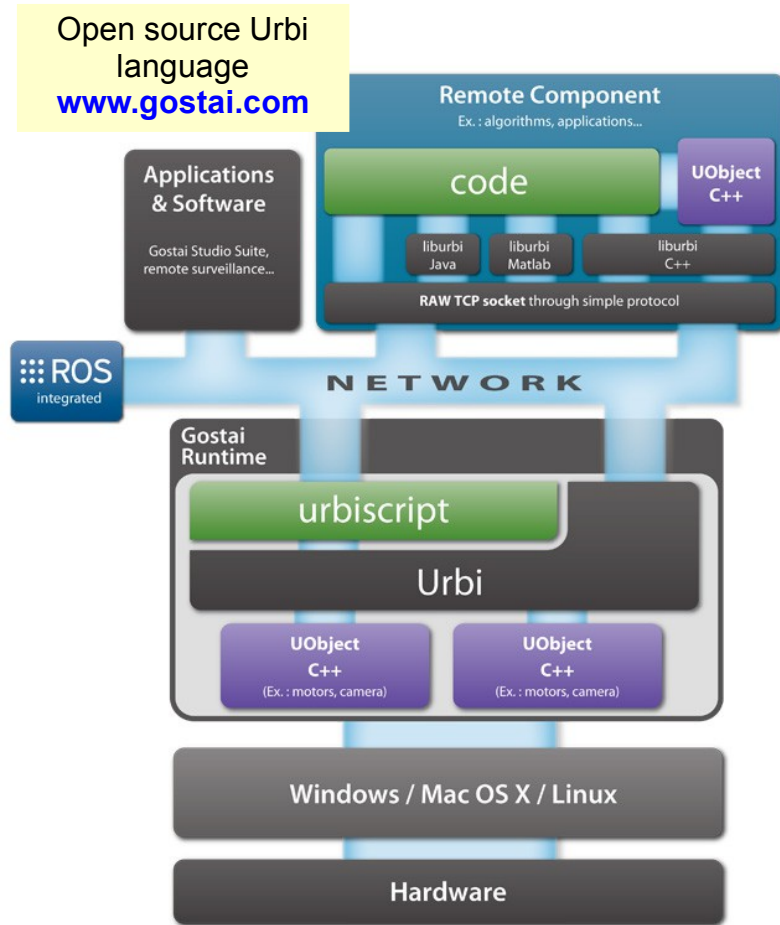 Open source Urbi
language
www.gostai.com
Remote Component
Ex. : algorithms, applications...
code
UObject
C++
liburbi
Java
liburbi
Matlab
liburbi
C++
RAW TCP socket through simple protocol
Applications
& Software
Gostai Studio Suite,
remote surveillance...
ROS
integrated
NETWORK
Gostai
Runtime
urbiscript
Urbi
UObject
C++
(Ex. : motors, camera)
UObject
C++
(Ex. : motors, camera)
Windows / Mac OS X / Linux
Hardware